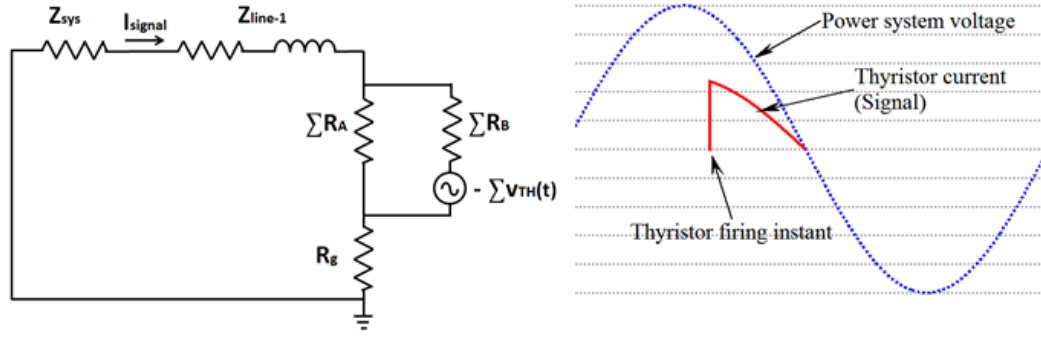 Zsys
Isignal
Zline-1
∑RA
∑RB
- ∑vTH(t)
Rg
Power system voltage
Thyristor current
(Signal)
Thyristor firing instant